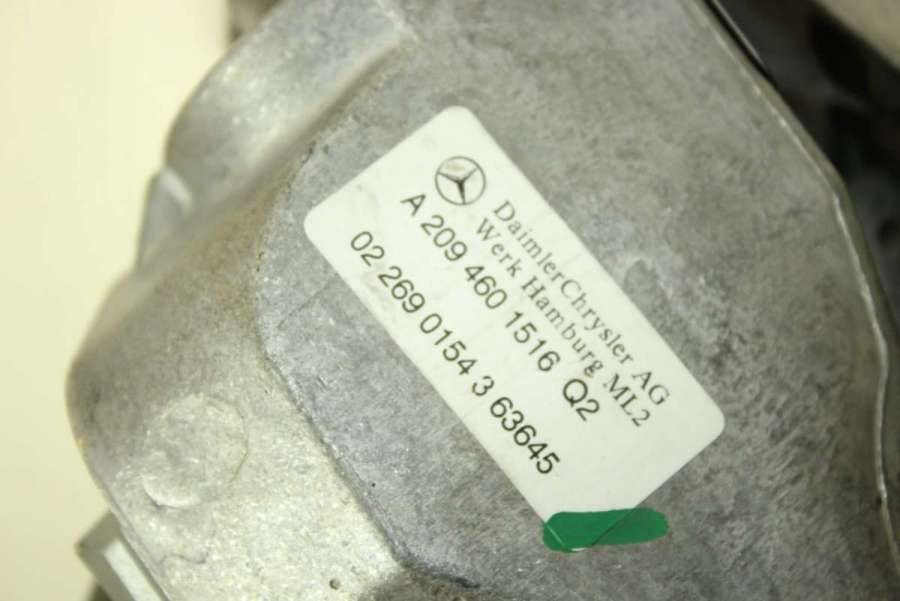 DaimlerChrysler AG
Werk Hamburg ML2
A 209 460 1516 Q2
02 269 0154 3 63645